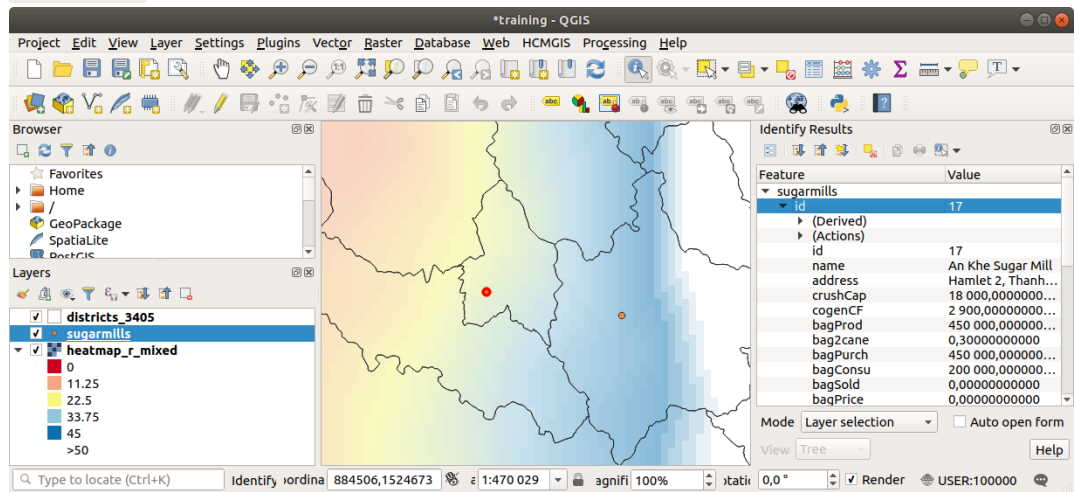 *training - QGIS
Project Edit View Layer Settings Plugins Vector Raster Database Web HCMGIS Processing Help
Browser
Favorites
Home
/
GeoPackage
SpatiaLite
PostGIS
Layers
districts_3405
sugarmills
heatmap_r_mixed
0
11.25
22.5
33.75
45
>50
Identify Results
Feature Value
sugarmills
id 17
(Derived)
(Actions)
id 17
name An Khe Sugar Mill
address Hamlet 2, Thanh...
crushCap 18 000,0000000...
cogenCF 2 900,00000000...
bagProd 450 000,000000...
bag2cane 0,30000000000
bagPurch 450 000,000000...
bagConsu 200 000,000000...
bagSold 0,00000000000
bagPrice 0,00000000000
Mode Layer selection Auto open form
View Tree Help
Type to locate (Ctrl+K) Identify oordina 884506,1524673 1:470 029 agnifi 100% otatic 0,0 ° Render USER:100000